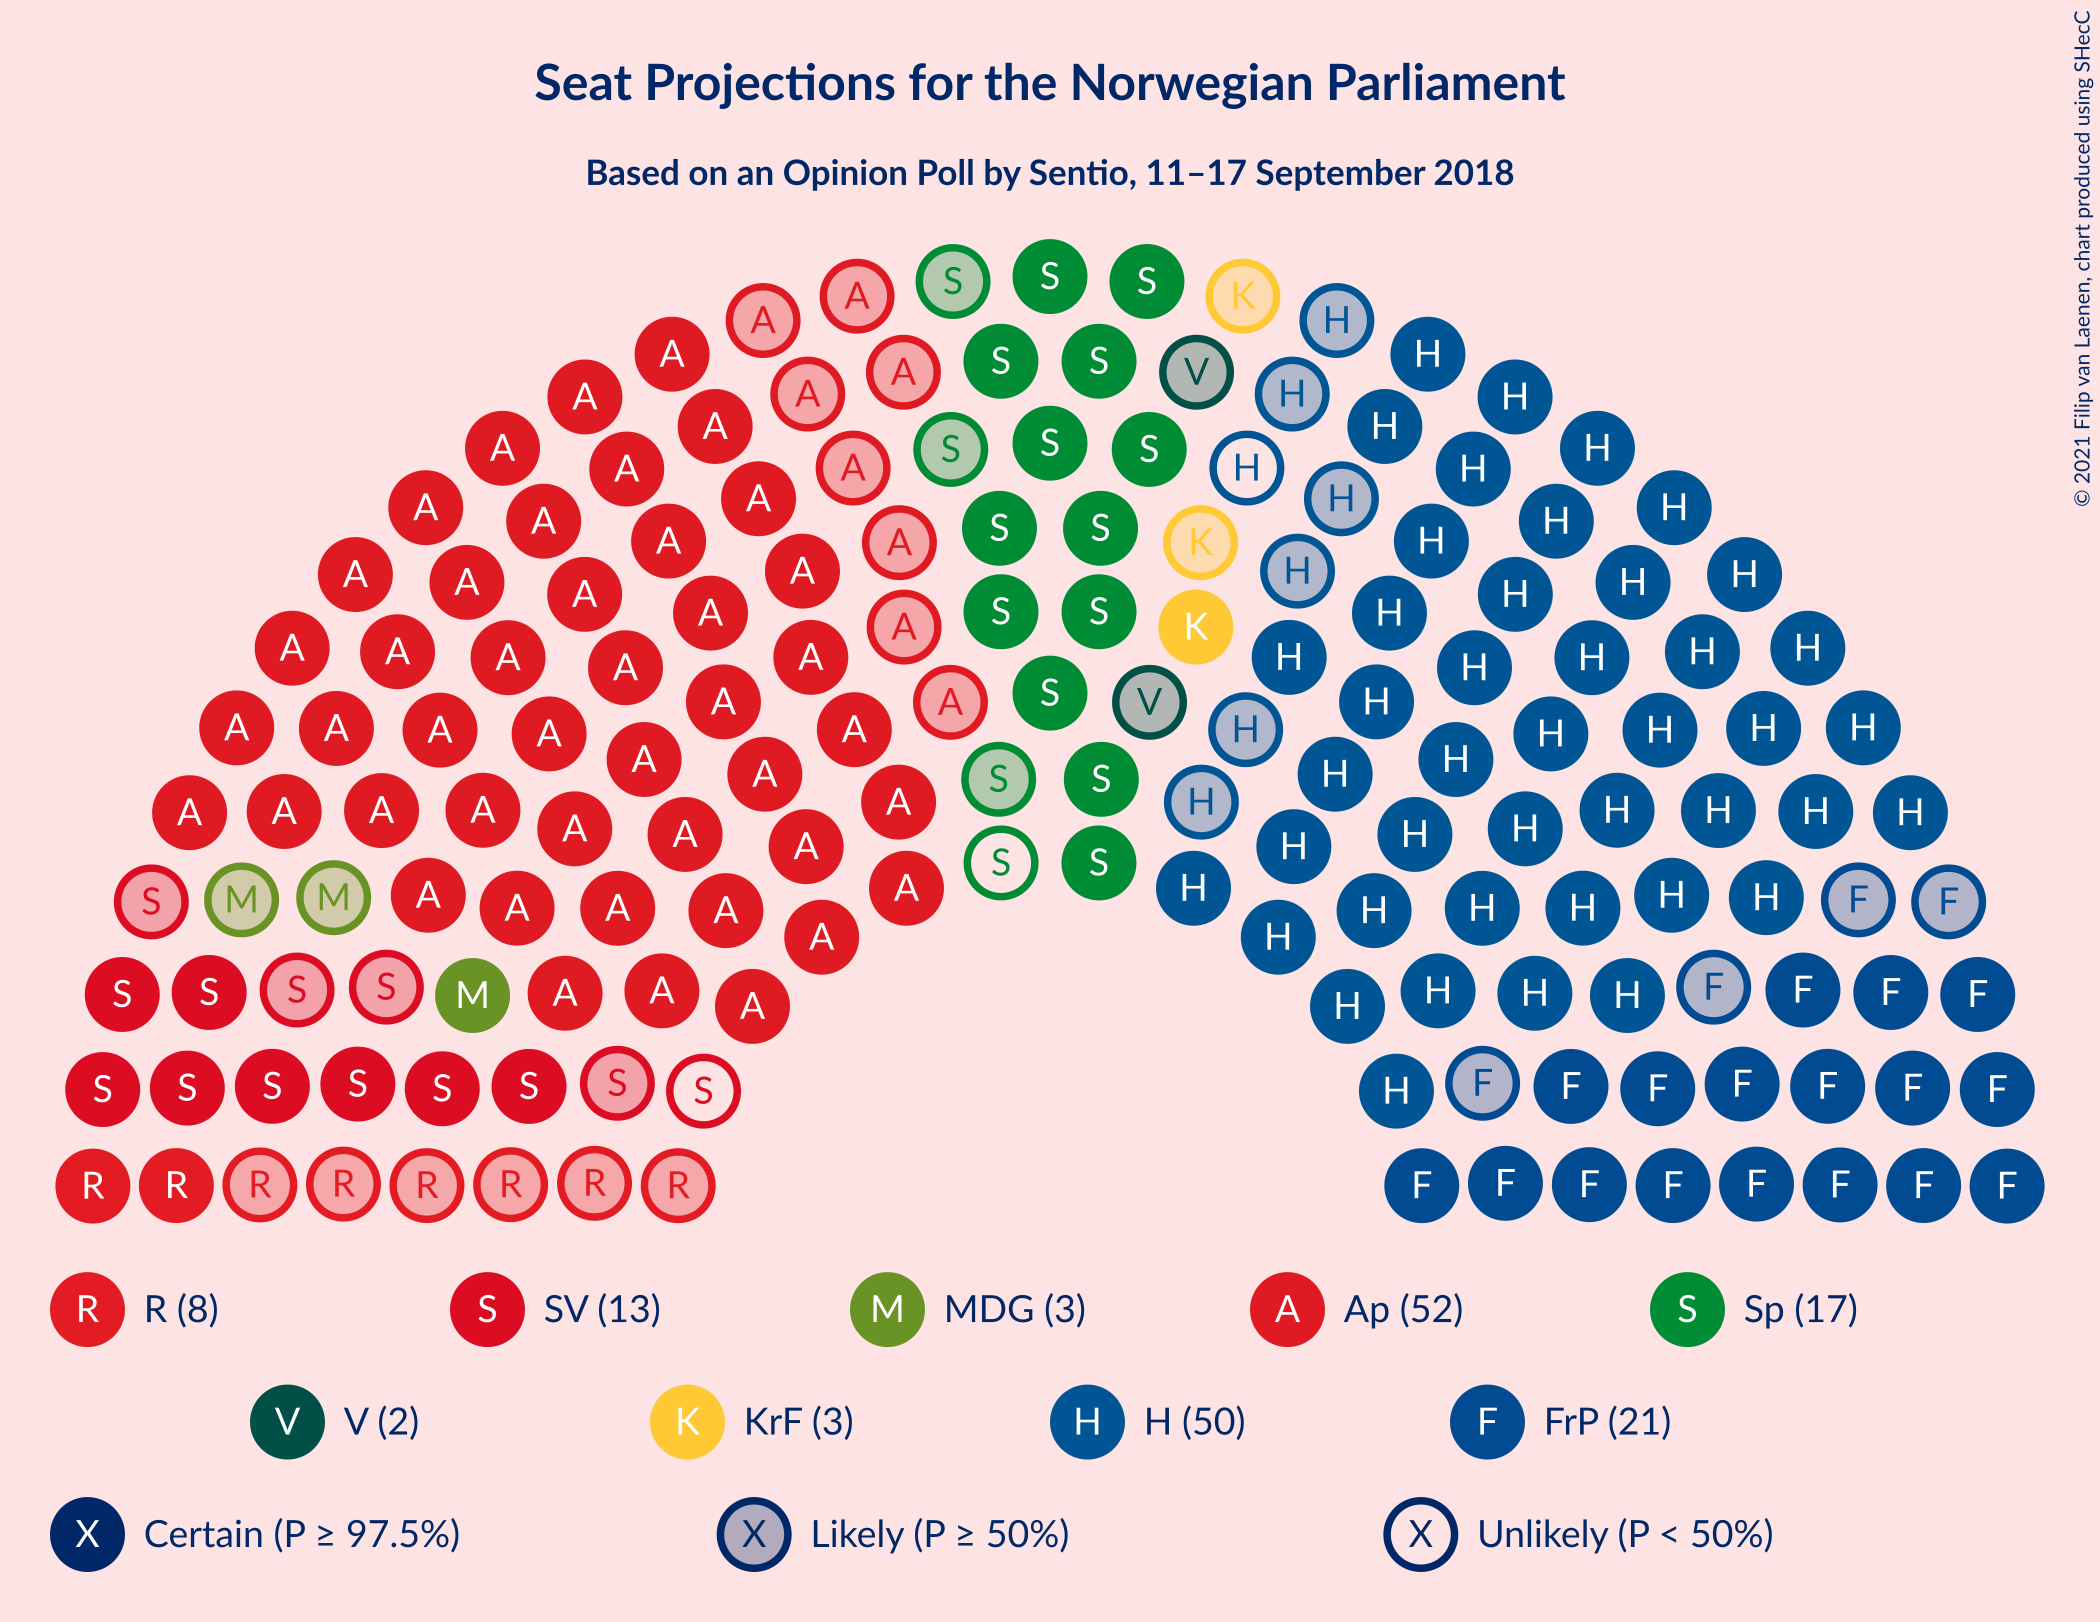 Seat Projections for the Norwegian Parliament
Based on an Opinion Poll by Sentio, 11–17 September 2018
© 2021 Filip van Laenen, chart produced using SHecC
S S S
A K
A H
A S S H
A V
A A H H
A H
A S S S H
A A H H
A H
A H
A S S H
A A K H
A A A H H H
A H
A A S S K H
A A A A H H H H
A H
A A S V H
A A A A A H H H H H
A H
A S S H
A A A A A H H H H H
A A A H H H
S S
S M M A A A A A H H H H H H F F
A H
S S S S M A A A H H H H F F F F
S S S S S S S S H F F F F F F F
R R R R R R R R F F F F F F F F
R R (8) S SV (13) M MDG (3) A Ap (52) S Sp (17)
V V (2) K KrF (3) H H (50) F FrP (21)
X Certain (P ≥ 97.5%) X Likely (P ≥ 50%) X Unlikely (P < 50%)